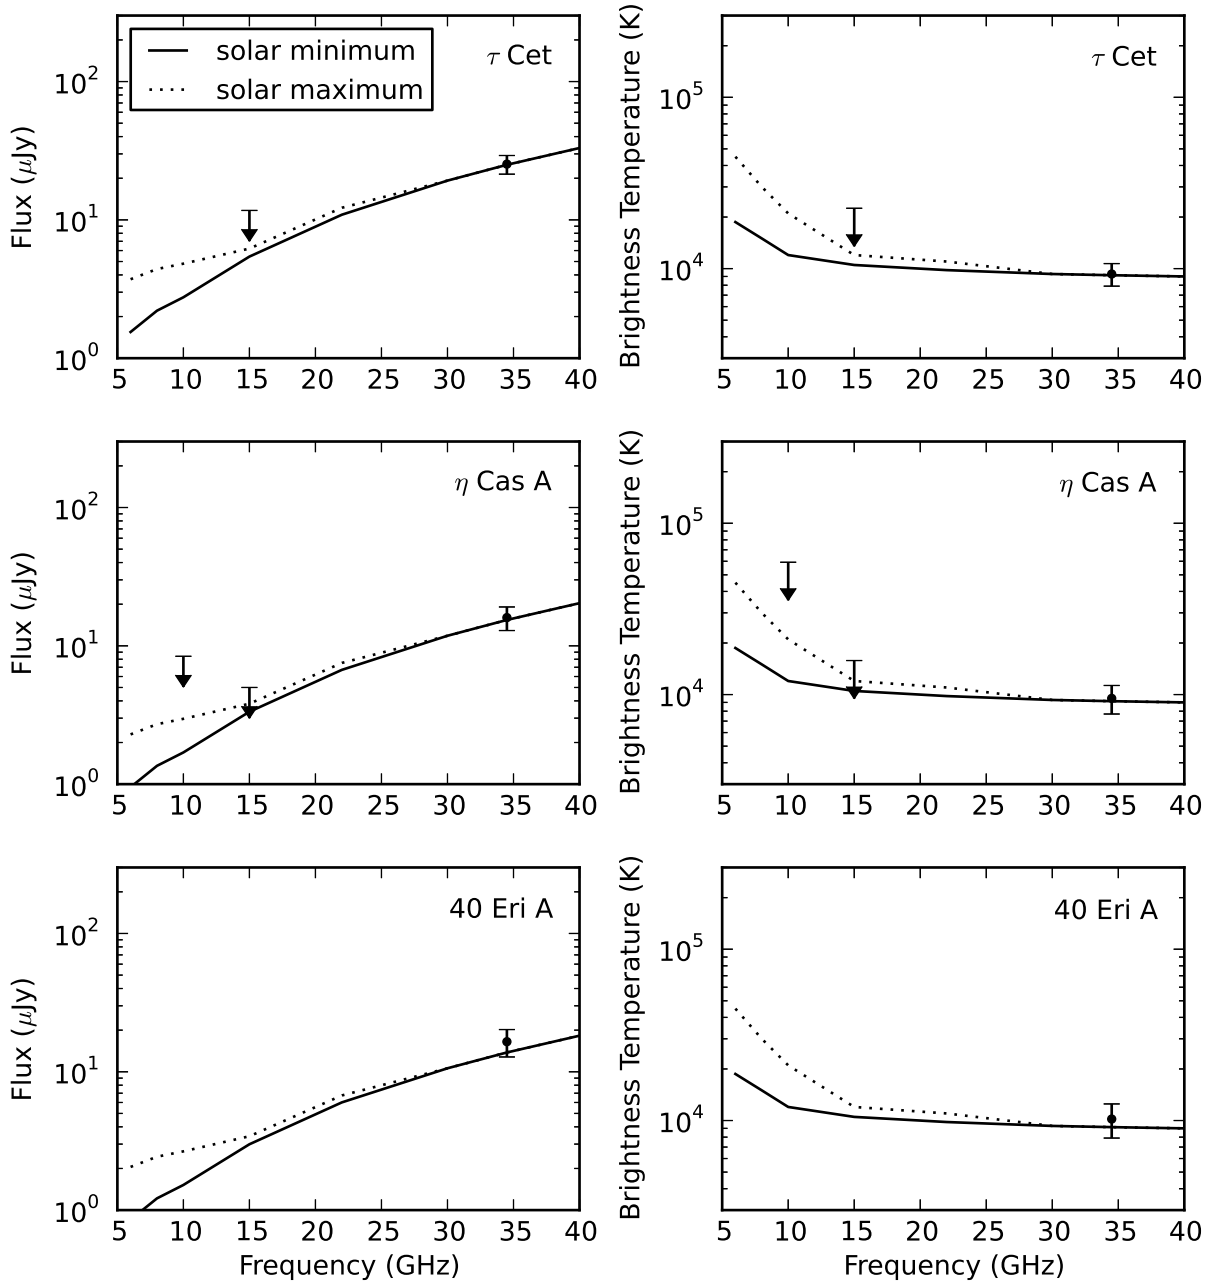 solar minimum
solar maximum
τ Cet
10²
10¹
10⁰
Flux (μJy)
5 10 15 20 25 30 35 40
τ Cet
10⁵
10⁴
Brightness Temperature (K)
5 10 15 20 25 30 35 40
η Cas A
10²
10¹
10⁰
Flux (μJy)
5 10 15 20 25 30 35 40
η Cas A
10⁵
10⁴
Brightness Temperature (K)
5 10 15 20 25 30 35 40
40 Eri A
10²
10¹
10⁰
Flux (μJy)
5 10 15 20 25 30 35 40
Frequency (GHz)
40 Eri A
10⁵
10⁴
Brightness Temperature (K)
5 10 15 20 25 30 35 40
Frequency (GHz)